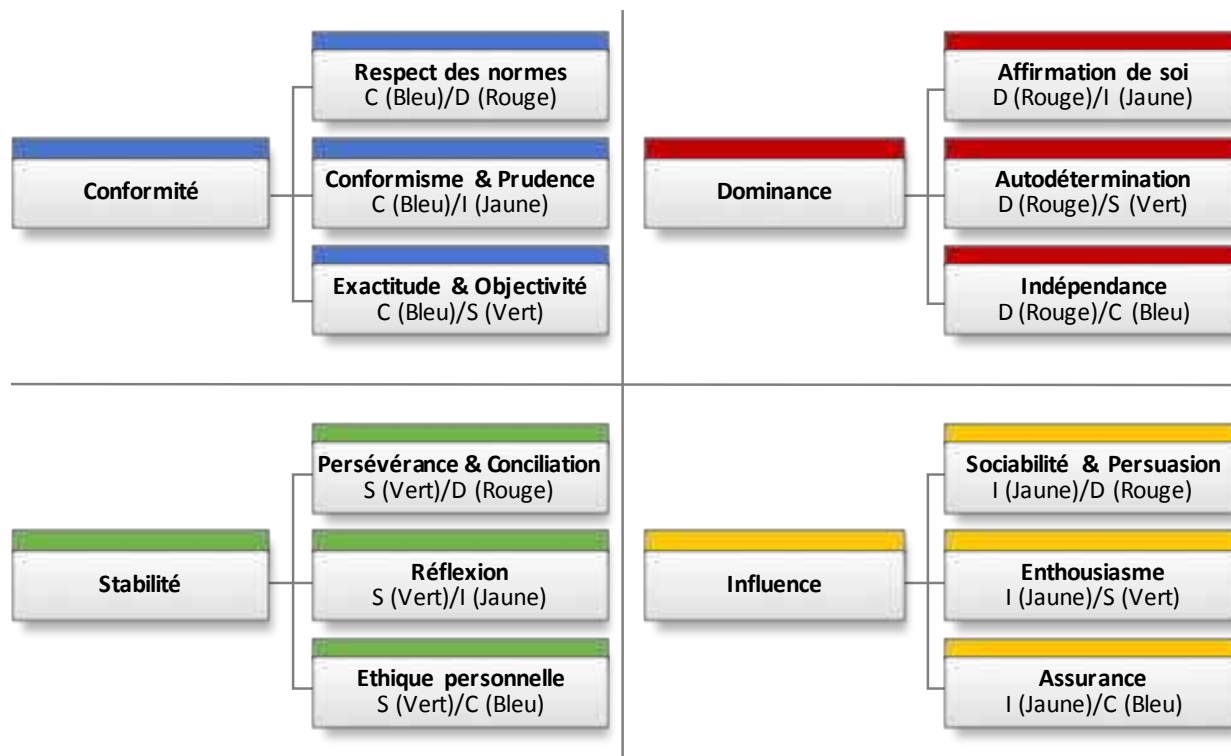 Respect des normes
C (Bleu)/D (Rouge)
Conformité
Conformisme & Prudence
C (Bleu)/I (Jaune)
Exactitude & Objectivité
C (Bleu)/S (Vert)
Affirmation de soi
D (Rouge)/I (Jaune)
Dominance
Autodétermination
D (Rouge)/S (Vert)
Indépendance
D (Rouge)/C (Bleu)
Persévérance & Conciliation
S (Vert)/D (Rouge)
Stabilité
Réflexion
S (Vert)/I (Jaune)
Ethique personnelle
S (Vert)/C (Bleu)
Sociabilité & Persuasion
I (Jaune)/D (Rouge)
Influence
Enthousiasme
I (Jaune)/S (Vert)
Assurance
I (Jaune)/C (Bleu)